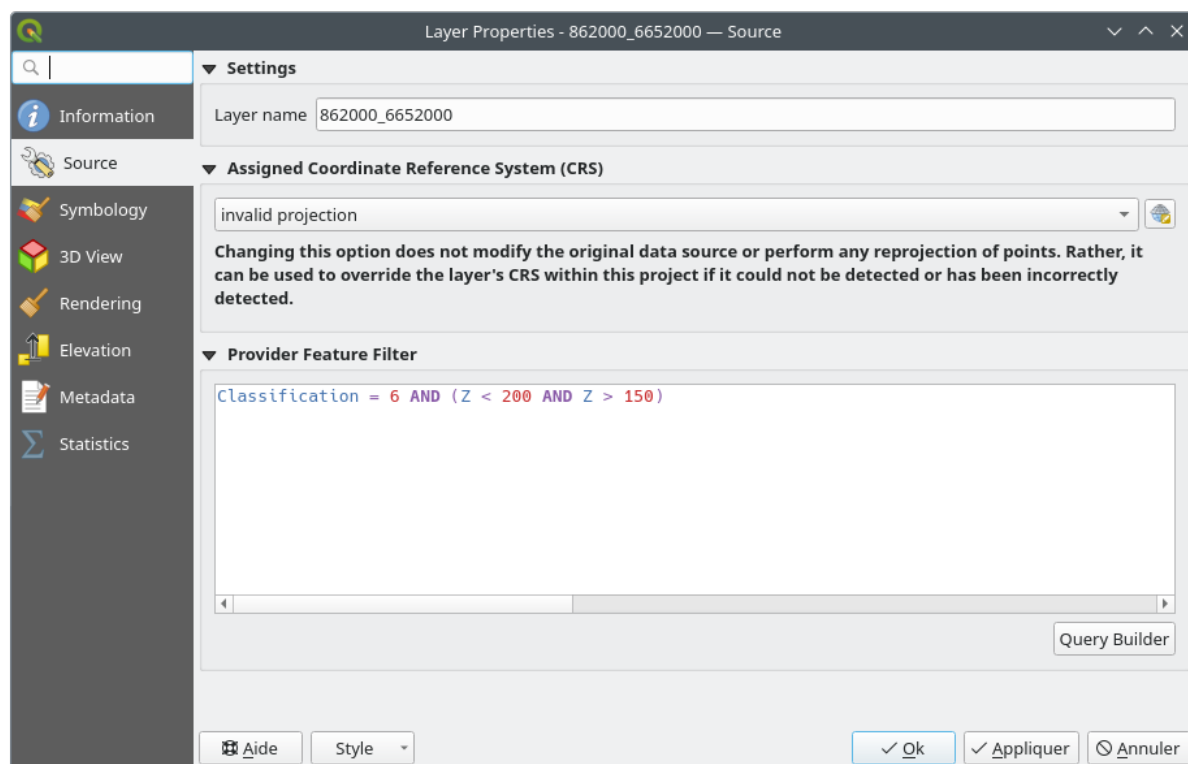 Layer Properties - 862000_6652000 — Source
Information
Source
Symbology
3D View
Rendering
Elevation
Metadata
Statistics
Settings
Layer name 862000_6652000
Assigned Coordinate Reference System (CRS)
invalid projection
Changing this option does not modify the original data source or perform any reprojection of points. Rather, it
can be used to override the layer's CRS within this project if it could not be detected or has been incorrectly
detected.
Provider Feature Filter
Classification = 6 AND (Z < 200 AND Z > 150)
Query Builder
Aide Style Ok Appliquer Annuler